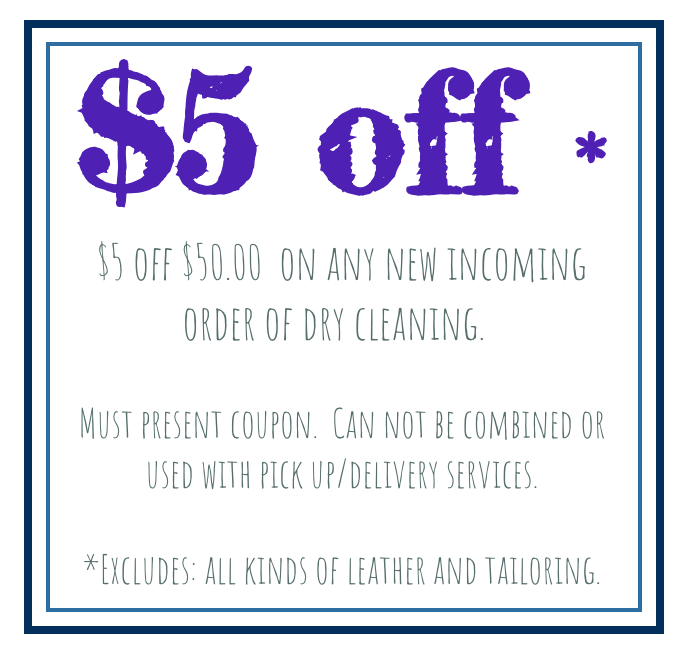 $5 off *
$5 off $50.00 on any new incoming
order of dry cleaning.
Must present coupon. Can not be combined or
used with pick up/delivery services.
*Excludes: all kinds of leather and tailoring.